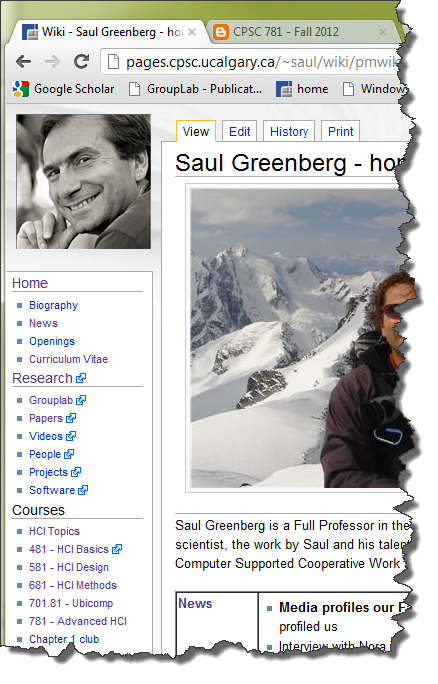 Wiki - Saul Greenberg - ho
CPSC 781 - Fall 2012
pages.cpsc.ucalgary.ca/~saul/wiki/pmwik
Google Scholar
GroupLab - Publicat...
home
Window
View
Edit
History
Print
Saul Greenberg - ho
Home
Biography
News
Openings
Curriculum Vitae
Research
Grouplab
Papers
Videos
People
Projects
Software
Courses
HCI Topics
481 - HCI Basics
581 - HCI Design
681 - HCI Methods
701.81 - Ubicomp
781 - Advanced HCI
Chapter 1 club
Saul Greenberg is a Full Professor in the
scientist, the work by Saul and his talen
Computer Supported Cooperative Work
News
Media profiles our
profiled us
Interview with Nora